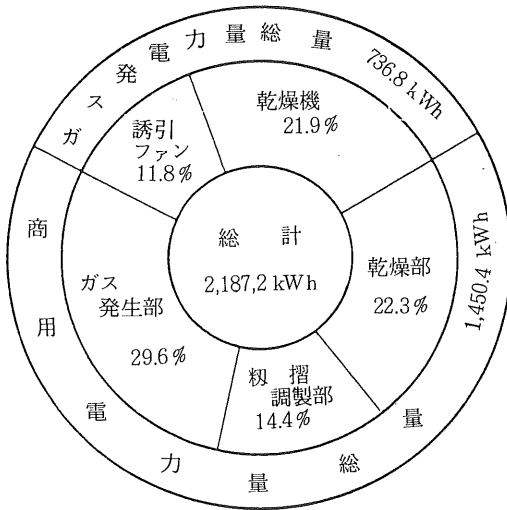 ガス発電力量総量 736.8 kWh
誘引
ファン
11.8%
乾燥機
21.9%
総計
2,187,2 kWh
ガス
発生部
29.6%
乾燥部
22.3%
籾摺
調製部
14.4%
商用電力量総量 1,450.4 kWh